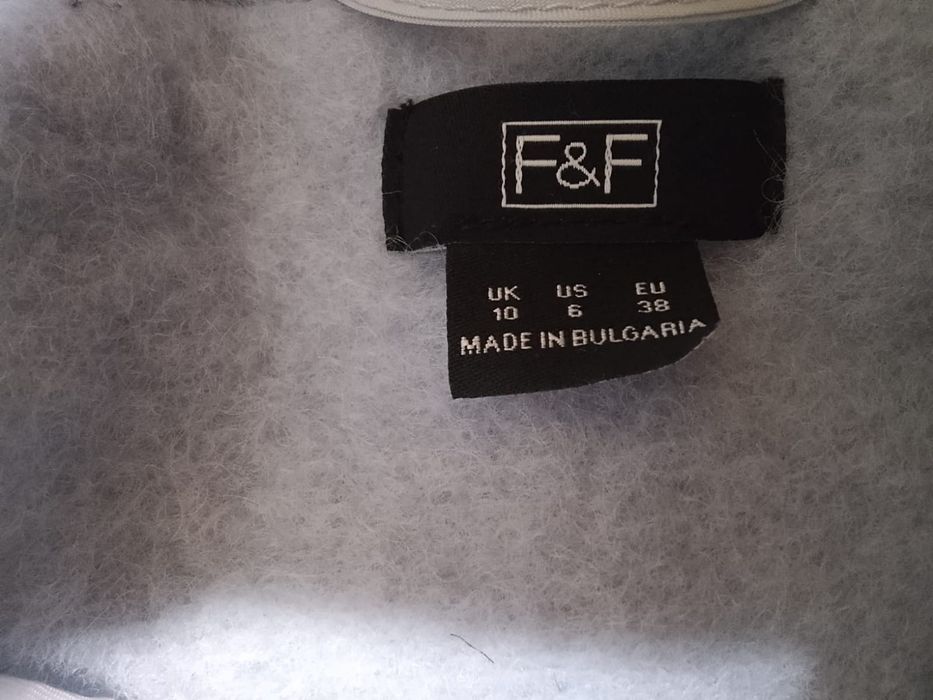 F&F
UK US EU
10 6 38
MADE IN BULGARIA